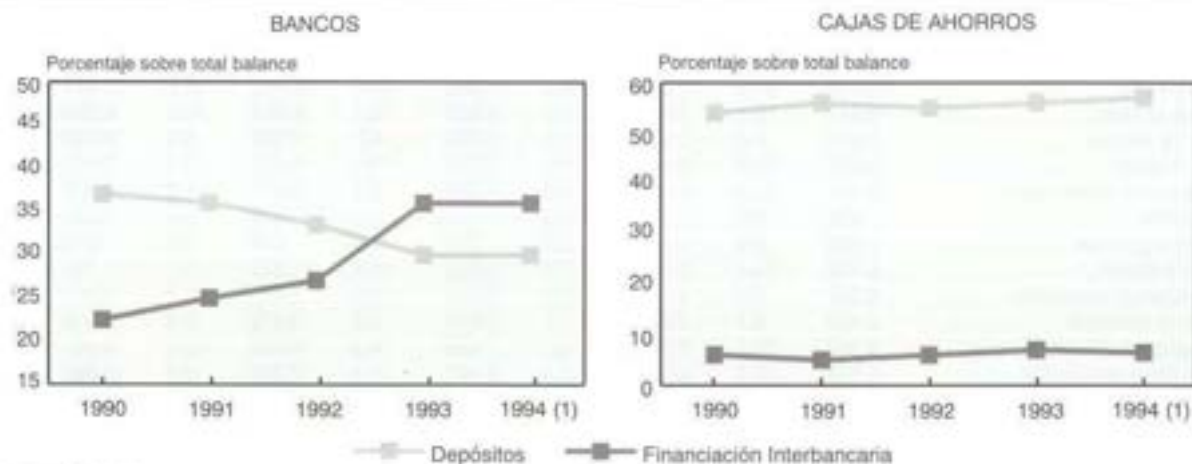 BANCOS
Porcentaje sobre total balance
50
45
40
35
30
25
20
15
1990 1991 1992 1993 1994 (1)
CAJAS DE AHORROS
Porcentaje sobre total balance
60
50
40
30
20
10
0
1990 1991 1992 1993 1994 (1)
Depósitos Financiación Interbancaria